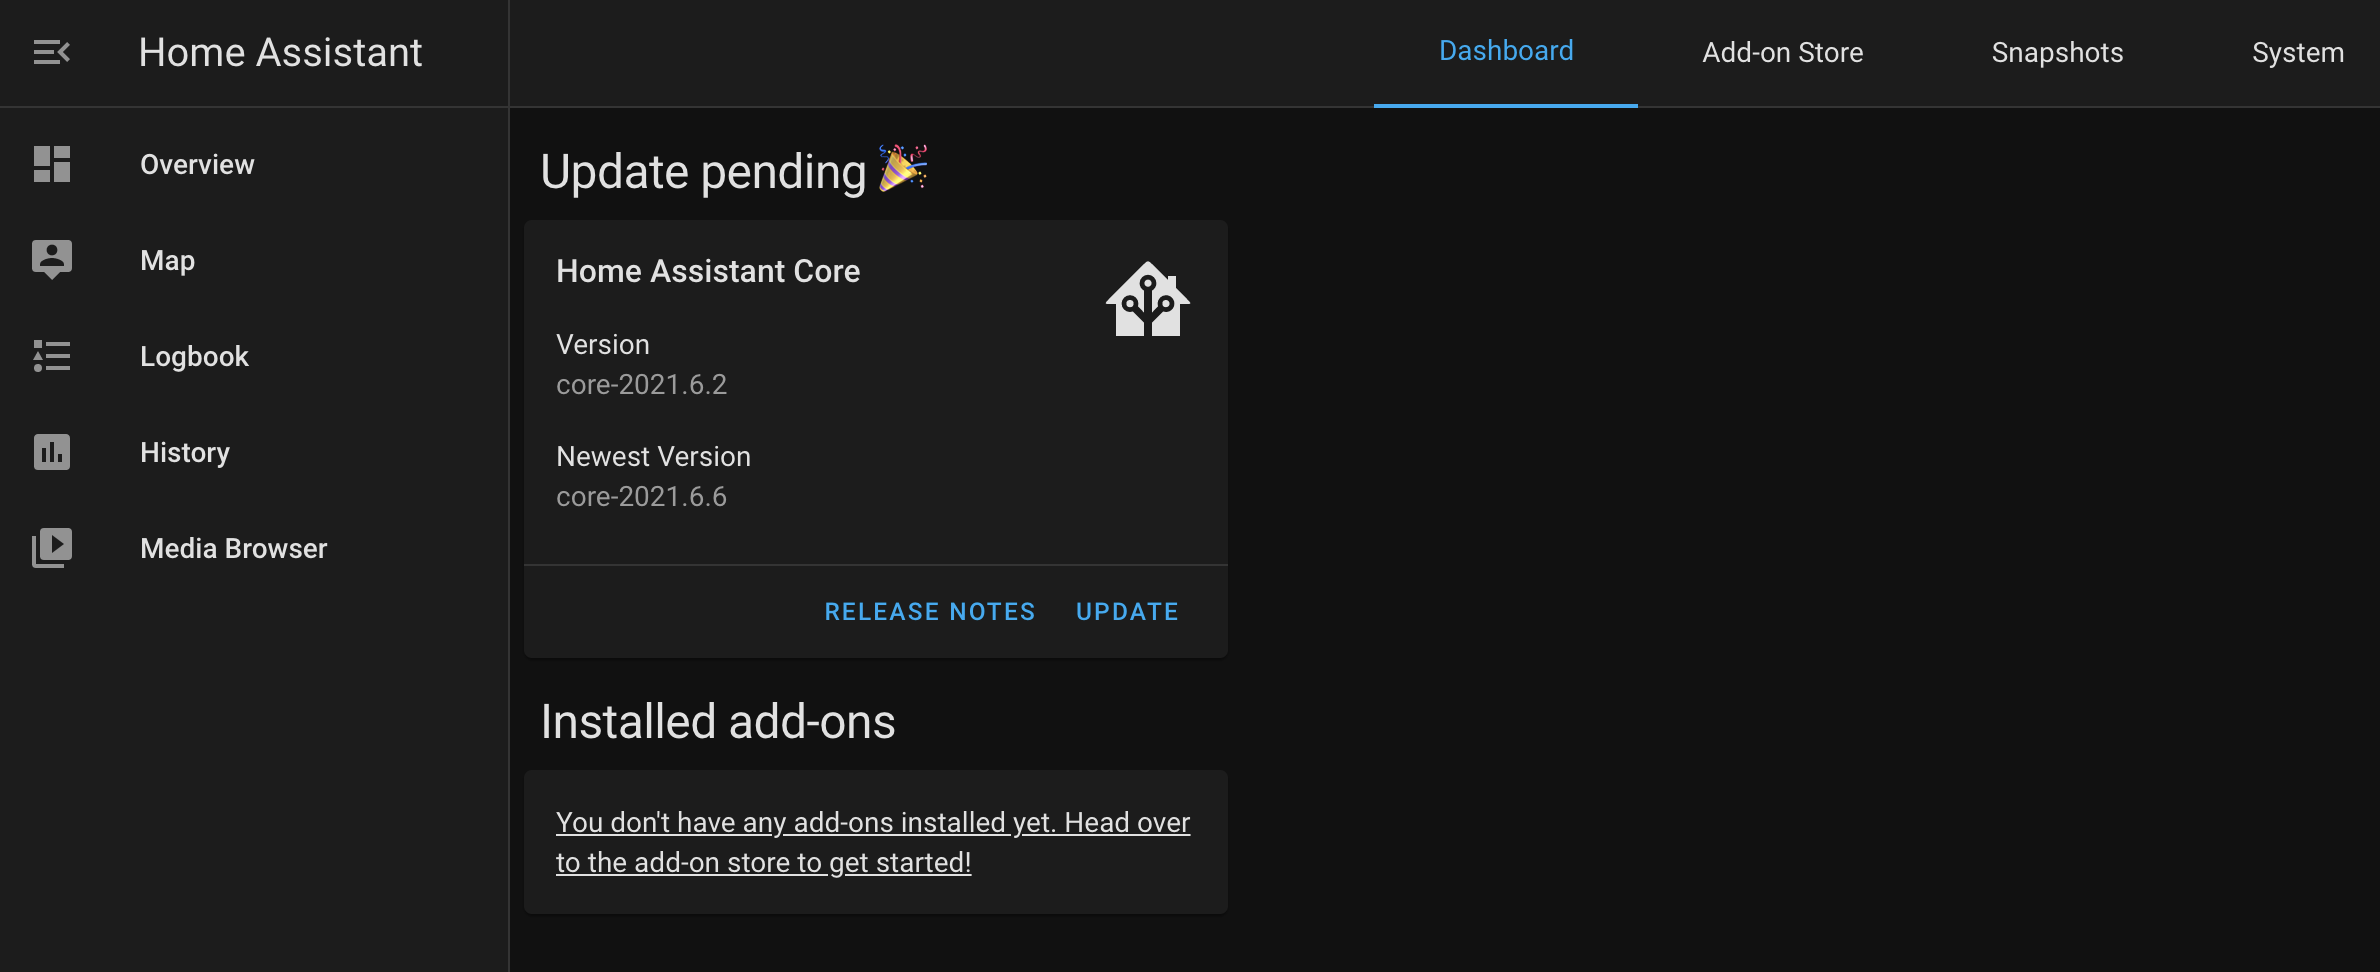 Home Assistant
Dashboard
Add-on Store
Snapshots
System
Overview
Map
Logbook
History
Media Browser
Update pending 🎉
Home Assistant Core
Version
core-2021.6.2
Newest Version
core-2021.6.6
RELEASE NOTES
UPDATE
Installed add-ons
You don't have any add-ons installed yet. Head over
to the add-on store to get started!